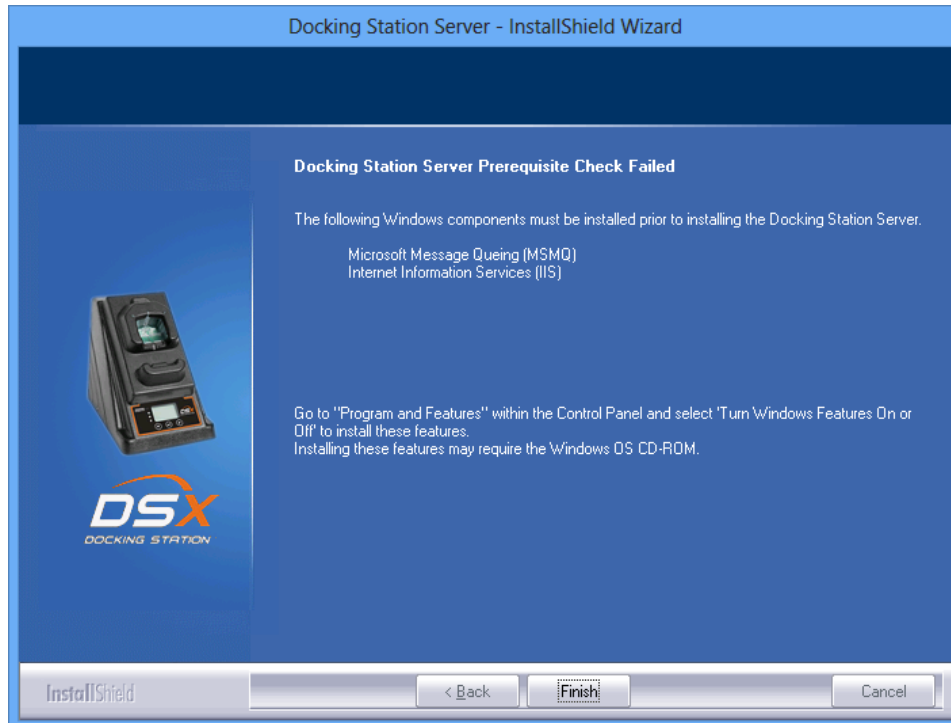 Docking Station Server - InstallShield Wizard
Docking Station Server Prerequisite Check Failed
The following Windows components must be installed prior to installing the Docking Station Server.
Microsoft Message Queing (MSMQ)
Internet Information Services (IIS)
Go to "Program and Features" within the Control Panel and select 'Turn Windows Features On or
Off' to install these features.
Installing these features may require the Windows OS CD-ROM.
DSX
DOCKING STATION
InstallShield
< Back
Finish
Cancel